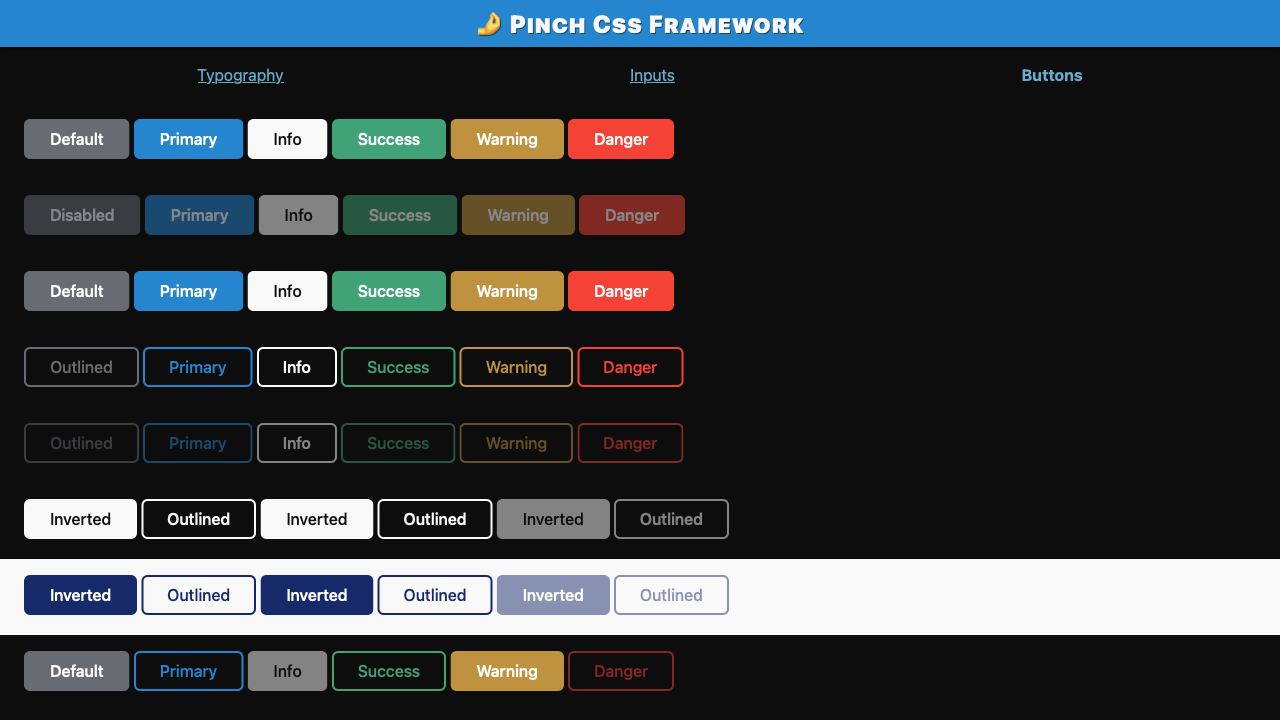 🤌 Pinch Css Framework
Typography Inputs Buttons
Default Primary Info Success Warning Danger
Disabled Primary Info Success Warning Danger
Default Primary Info Success Warning Danger
Outlined Primary Info Success Warning Danger
Outlined Primary Info Success Warning Danger
Inverted Outlined Inverted Outlined Inverted Outlined
Inverted Outlined Inverted Outlined Inverted Outlined
Default Primary Info Success Warning Danger